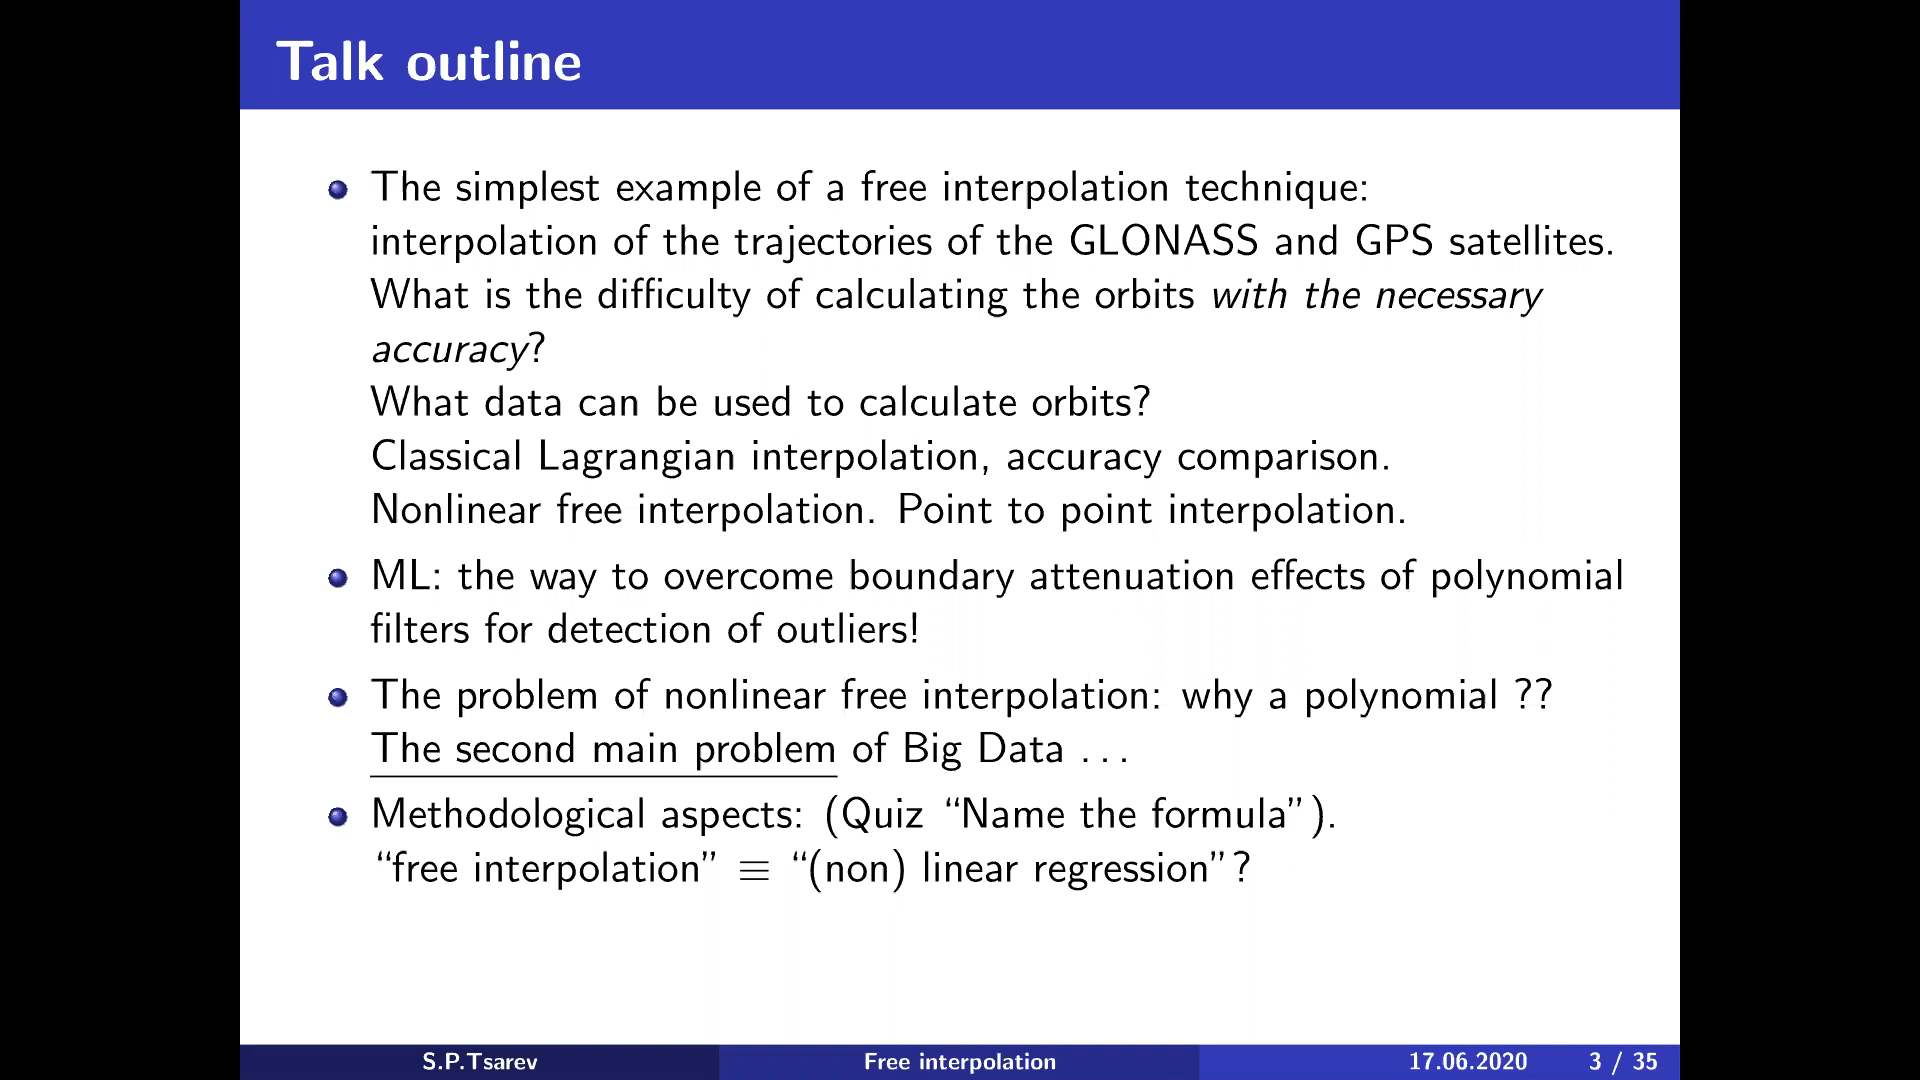 Talk outline
The simplest example of a free interpolation technique:
interpolation of the trajectories of the GLONASS and GPS satellites.
What is the difficulty of calculating the orbits with the necessary
accuracy?
What data can be used to calculate orbits?
Classical Lagrangian interpolation, accuracy comparison.
Nonlinear free interpolation. Point to point interpolation.
ML: the way to overcome boundary attenuation effects of polynomial
filters for detection of outliers!
The problem of nonlinear free interpolation: why a polynomial ??
The second main problem of Big Data ...
Methodological aspects: (Quiz “Name the formula”).
“free interpolation” ≡ “(non) linear regression”?
S.P.Tsarev Free interpolation 17.06.2020 3 / 35